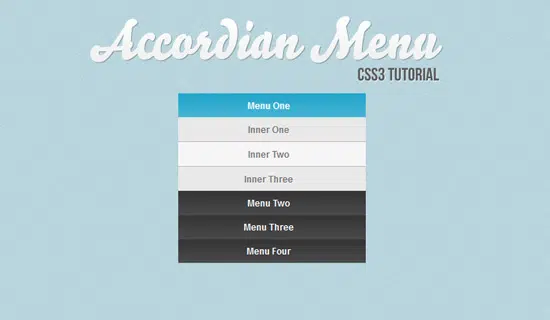 Accordian Menu
CSS3 TUTORIAL
Menu One
Inner One
Inner Two
Inner Three
Menu Two
Menu Three
Menu Four